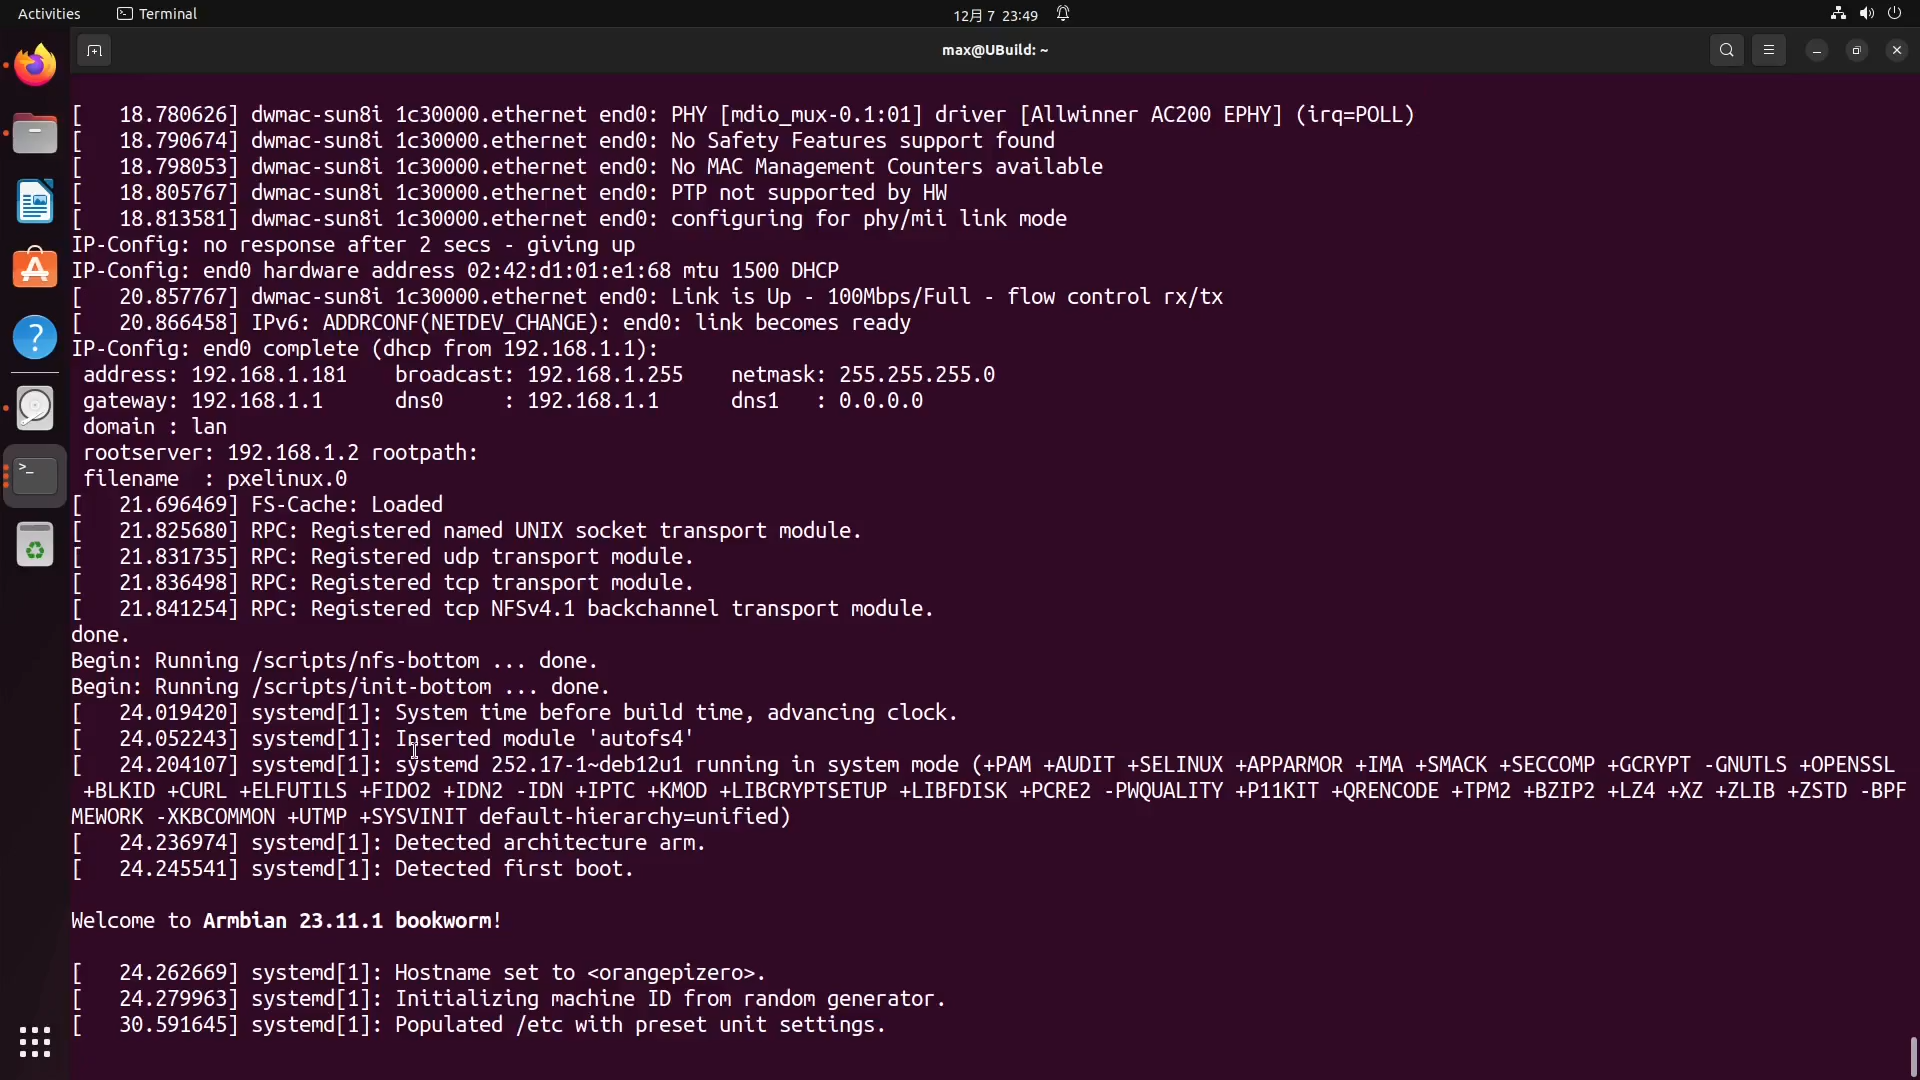 Activities
Terminal
12月 7 23:49
max@UBuild: ~
[   18.780626] dwmac-sun8i 1c30000.ethernet end0: PHY [mdio_mux-0.1:01] driver [Allwinner AC200 EPHY] (irq=POLL)
[   18.790674] dwmac-sun8i 1c30000.ethernet end0: No Safety Features support found
[   18.798053] dwmac-sun8i 1c30000.ethernet end0: No MAC Management Counters available
[   18.805767] dwmac-sun8i 1c30000.ethernet end0: PTP not supported by HW
[   18.813581] dwmac-sun8i 1c30000.ethernet end0: configuring for phy/mii link mode
IP-Config: no response after 2 secs - giving up
IP-Config: end0 hardware address 02:42:d1:01:e1:68 mtu 1500 DHCP
[   20.857767] dwmac-sun8i 1c30000.ethernet end0: Link is Up - 100Mbps/Full - flow control rx/tx
[   20.866458] IPv6: ADDRCONF(NETDEV_CHANGE): end0: link becomes ready
IP-Config: end0 complete (dhcp from 192.168.1.1):
 address: 192.168.1.181    broadcast: 192.168.1.255    netmask: 255.255.255.0
 gateway: 192.168.1.1      dns0     : 192.168.1.1      dns1   : 0.0.0.0
 domain : lan
 rootserver: 192.168.1.2 rootpath:
 filename  : pxelinux.0
[   21.696469] FS-Cache: Loaded
[   21.825680] RPC: Registered named UNIX socket transport module.
[   21.831735] RPC: Registered udp transport module.
[   21.836498] RPC: Registered tcp transport module.
[   21.841254] RPC: Registered tcp NFSv4.1 backchannel transport module.
done.
Begin: Running /scripts/nfs-bottom ... done.
Begin: Running /scripts/init-bottom ... done.
[   24.019420] systemd[1]: System time before build time, advancing clock.
[   24.052243] systemd[1]: Inserted module 'autofs4'
[   24.204107] systemd[1]: systemd 252.17-1~deb12u1 running in system mode (+PAM +AUDIT +SELINUX +APPARMOR +IMA +SMACK +SECCOMP +GCRYPT -GNUTLS +OPENSSL
 +BLKID +CURL +ELFUTILS +FIDO2 +IDN2 -IDN +IPTC +KMOD +LIBCRYPTSETUP +LIBFDISK +PCRE2 -PWQUALITY +P11KIT +QRENCODE +TPM2 +BZIP2 +LZ4 +XZ +ZLIB +ZSTD -BPF
MEWORK -XKBCOMMON +UTMP +SYSVINIT default-hierarchy=unified)
[   24.236974] systemd[1]: Detected architecture arm.
[   24.245541] systemd[1]: Detected first boot.
Welcome to Armbian 23.11.1 bookworm!
[   24.262669] systemd[1]: Hostname set to <orangepizero>.
[   24.279963] systemd[1]: Initializing machine ID from random generator.
[   30.591645] systemd[1]: Populated /etc with preset unit settings.